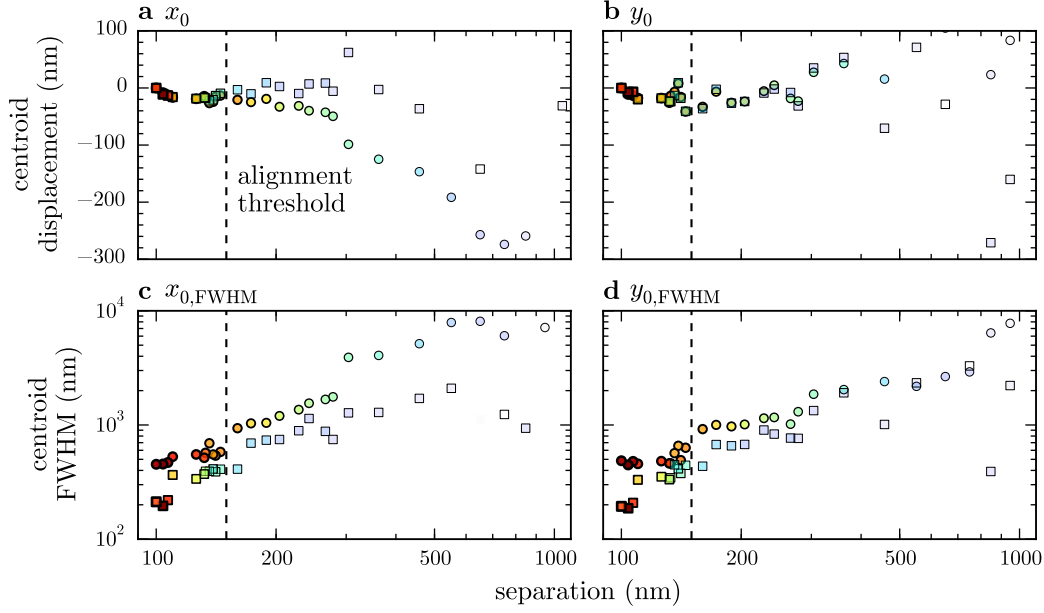 a x₀
b y₀
100
0
−100
−200
−300
centroid
displacement (nm)
alignment
threshold
c x₀,FWHM
d y₀,FWHM
10⁴
10³
10²
centroid
FWHM (nm)
100
200
500
1000
100
200
500
1000
separation (nm)